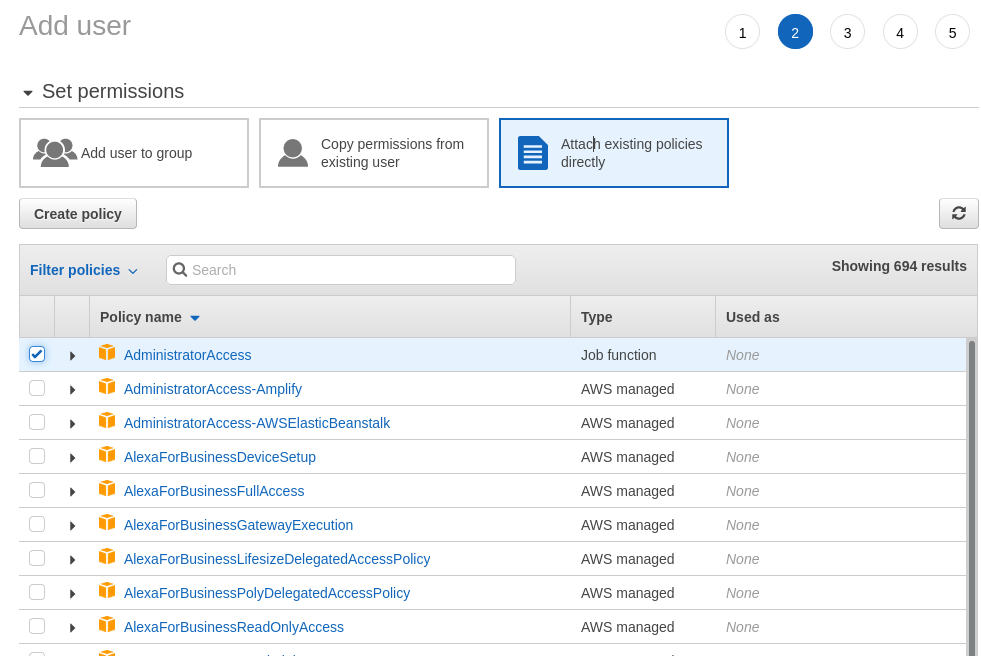 Add user
1 2 3 4 5
Set permissions
Add user to group
Copy permissions from
existing user
Attach existing policies
directly
Create policy
Filter policies
Search
Showing 694 results
Policy name Type Used as
AdministratorAccess Job function None
AdministratorAccess-Amplify AWS managed None
AdministratorAccess-AWSElasticBeanstalk AWS managed None
AlexaForBusinessDeviceSetup AWS managed None
AlexaForBusinessFullAccess AWS managed None
AlexaForBusinessGatewayExecution AWS managed None
AlexaForBusinessLifesizeDelegatedAccessPolicy AWS managed None
AlexaForBusinessPolyDelegatedAccessPolicy AWS managed None
AlexaForBusinessReadOnlyAccess AWS managed None